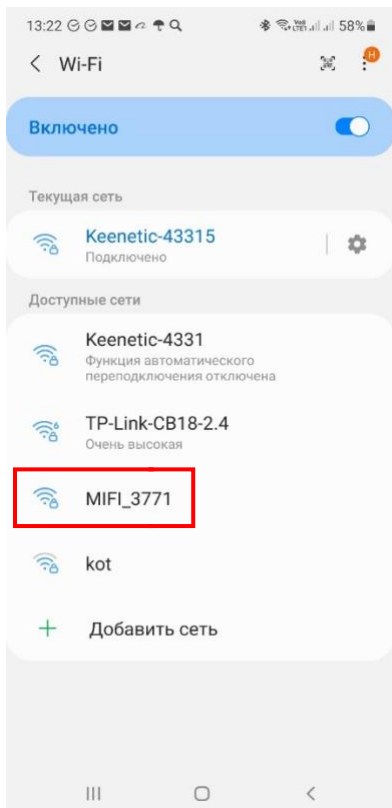 13:22 58%
Wi-Fi
H
Включено
Текущая сеть
Keenetic-43315
Подключено
Доступные сети
Keenetic-4331
Функция автоматического
переподключения отключена
TP-Link-CB18-2.4
Очень высокая
MIFI_3771
kot
Добавить сеть